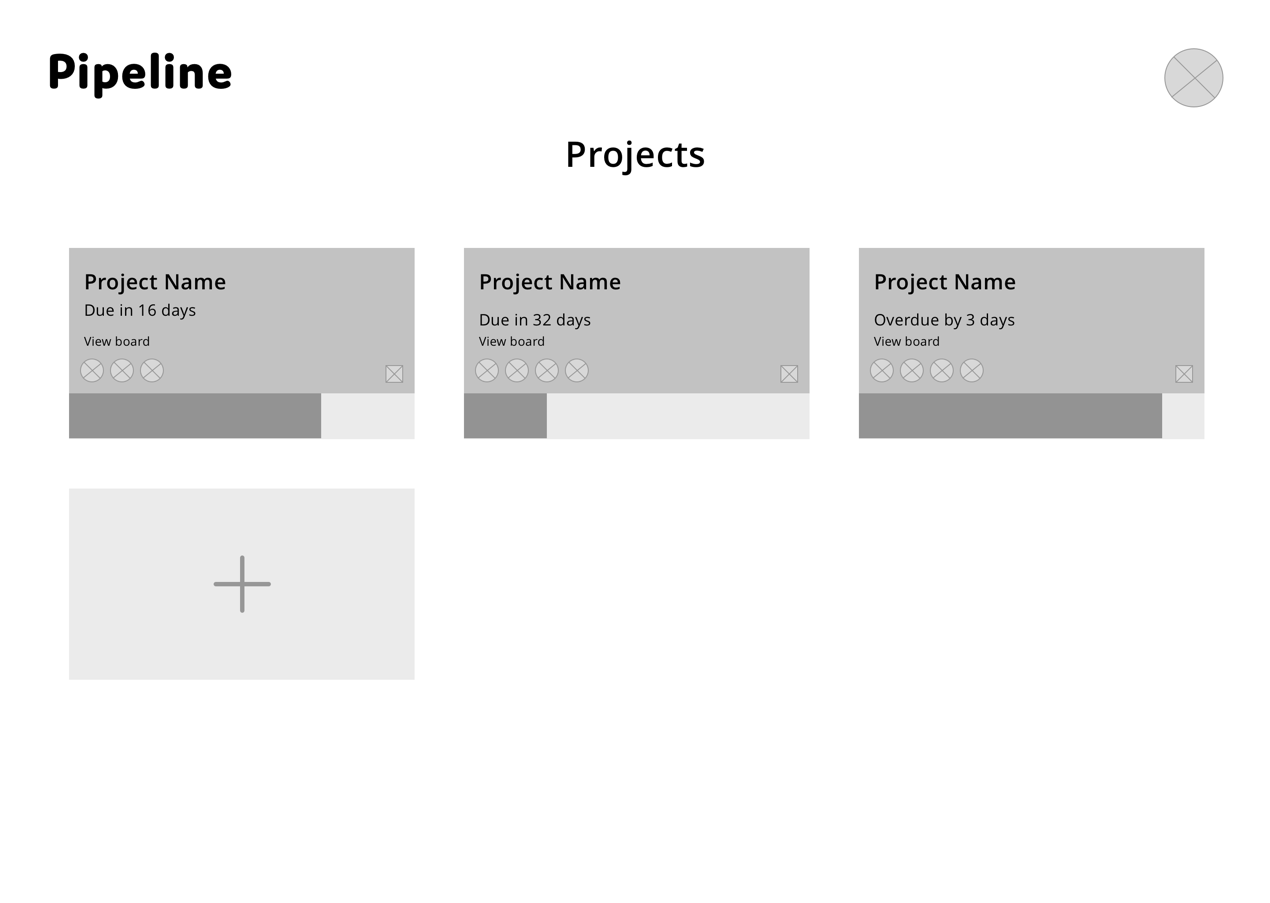 Pipeline
Projects
Project Name
Due in 16 days
View board
Project Name
Due in 32 days
View board
Project Name
Overdue by 3 days
View board